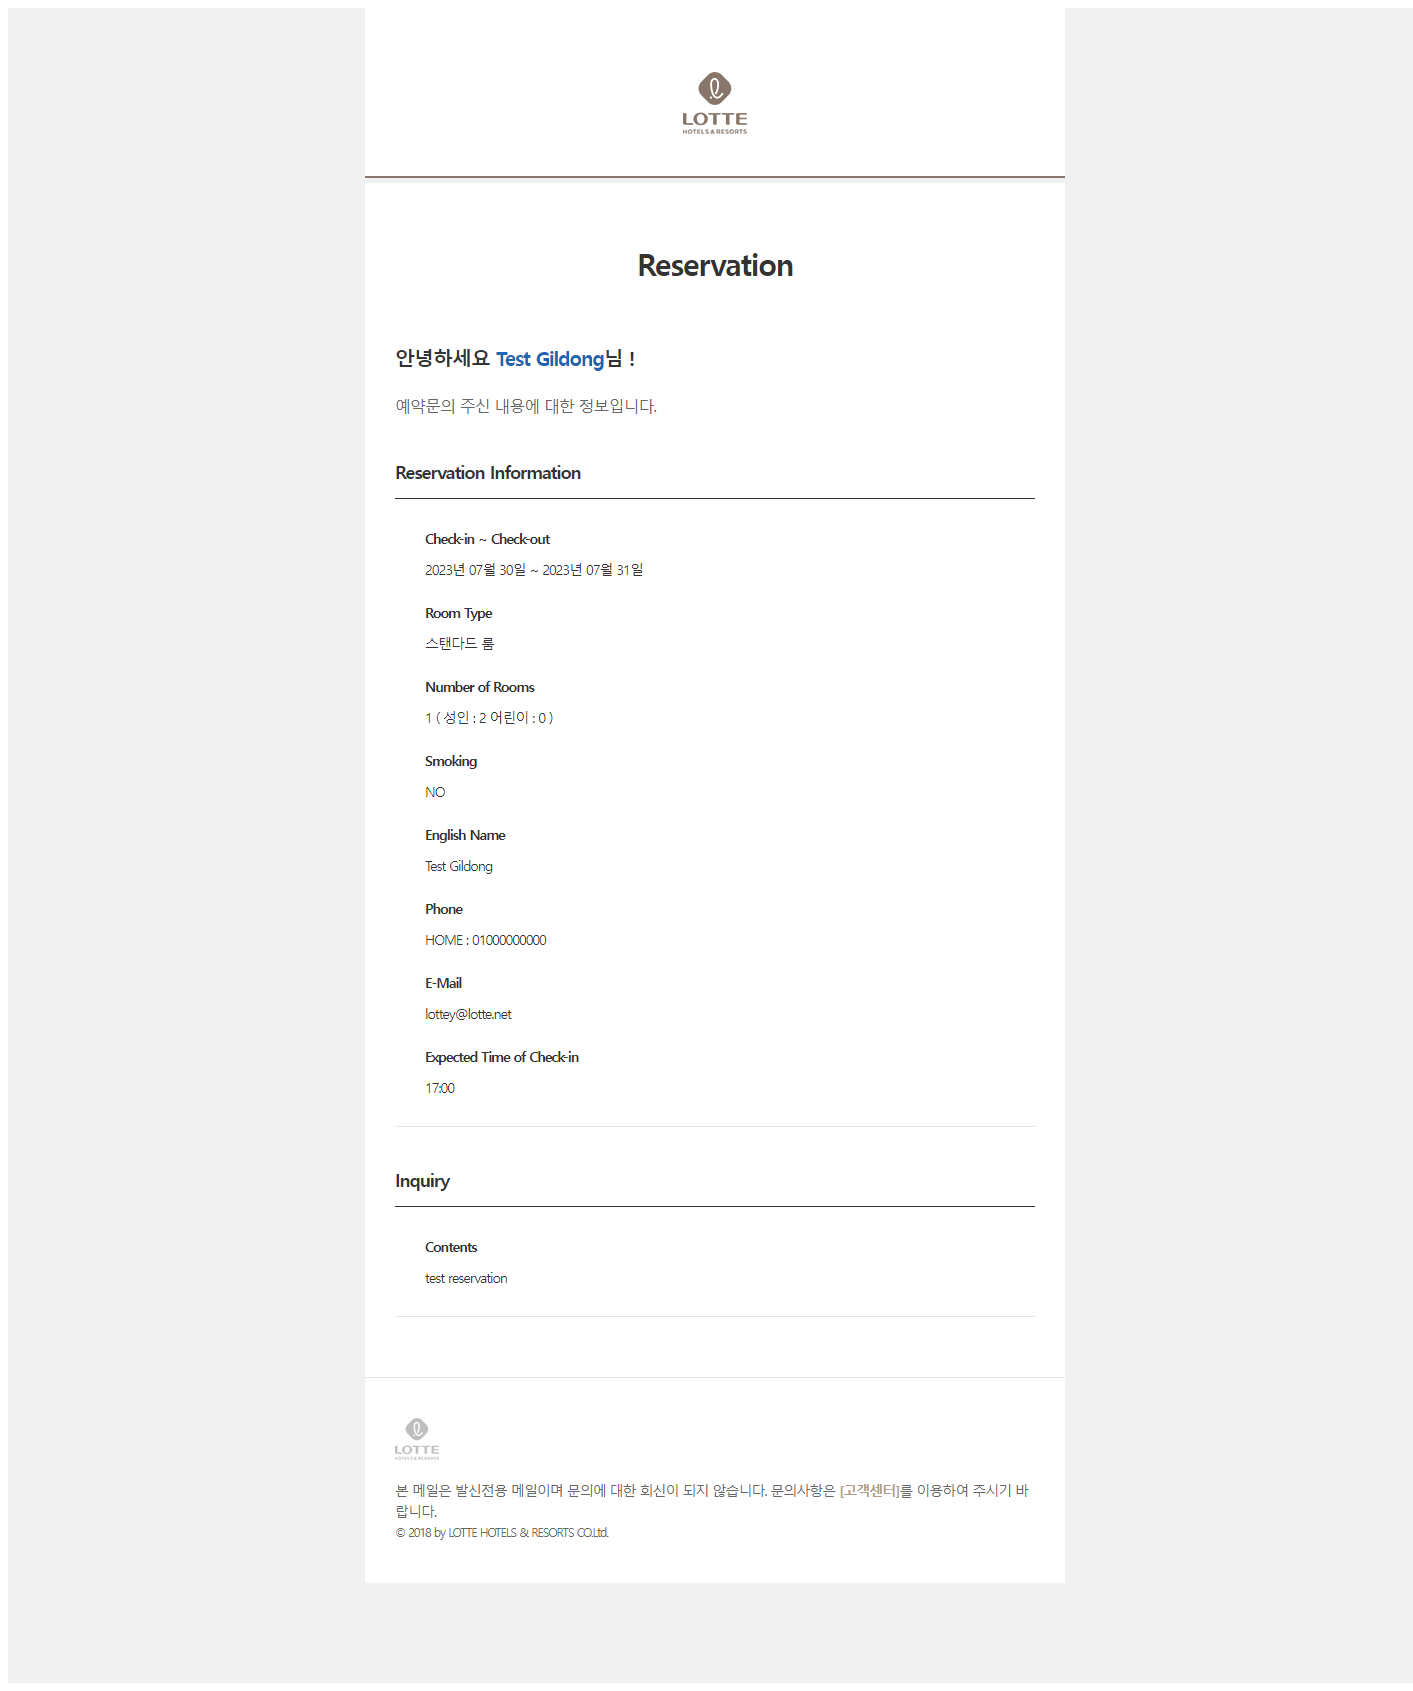 LOTTE
HOTELS & RESORTS
Reservation
안녕하세요 Test Gildong님 !
예약문의 주신 내용에 대한 정보입니다.
Reservation Information
Check-in ~ Check-out
2023년 07월 30일 ~ 2023년 07월 31일
Room Type
스탠다드 룸
Number of Rooms
1 ( 성인 : 2 어린이 : 0 )
Smoking
NO
English Name
Test Gildong
Phone
HOME : 01000000000
E-Mail
lottey@lotte.net
Expected Time of Check-in
17:00
Inquiry
Contents
test reservation
LOTTE
HOTELS & RESORTS
본 메일은 발신전용 메일이며 문의에 대한 회신이 되지 않습니다. 문의사항은 [고객센터]를 이용하여 주시기 바
랍니다.
© 2018 by LOTTE HOTELS & RESORTS CO.Ltd.